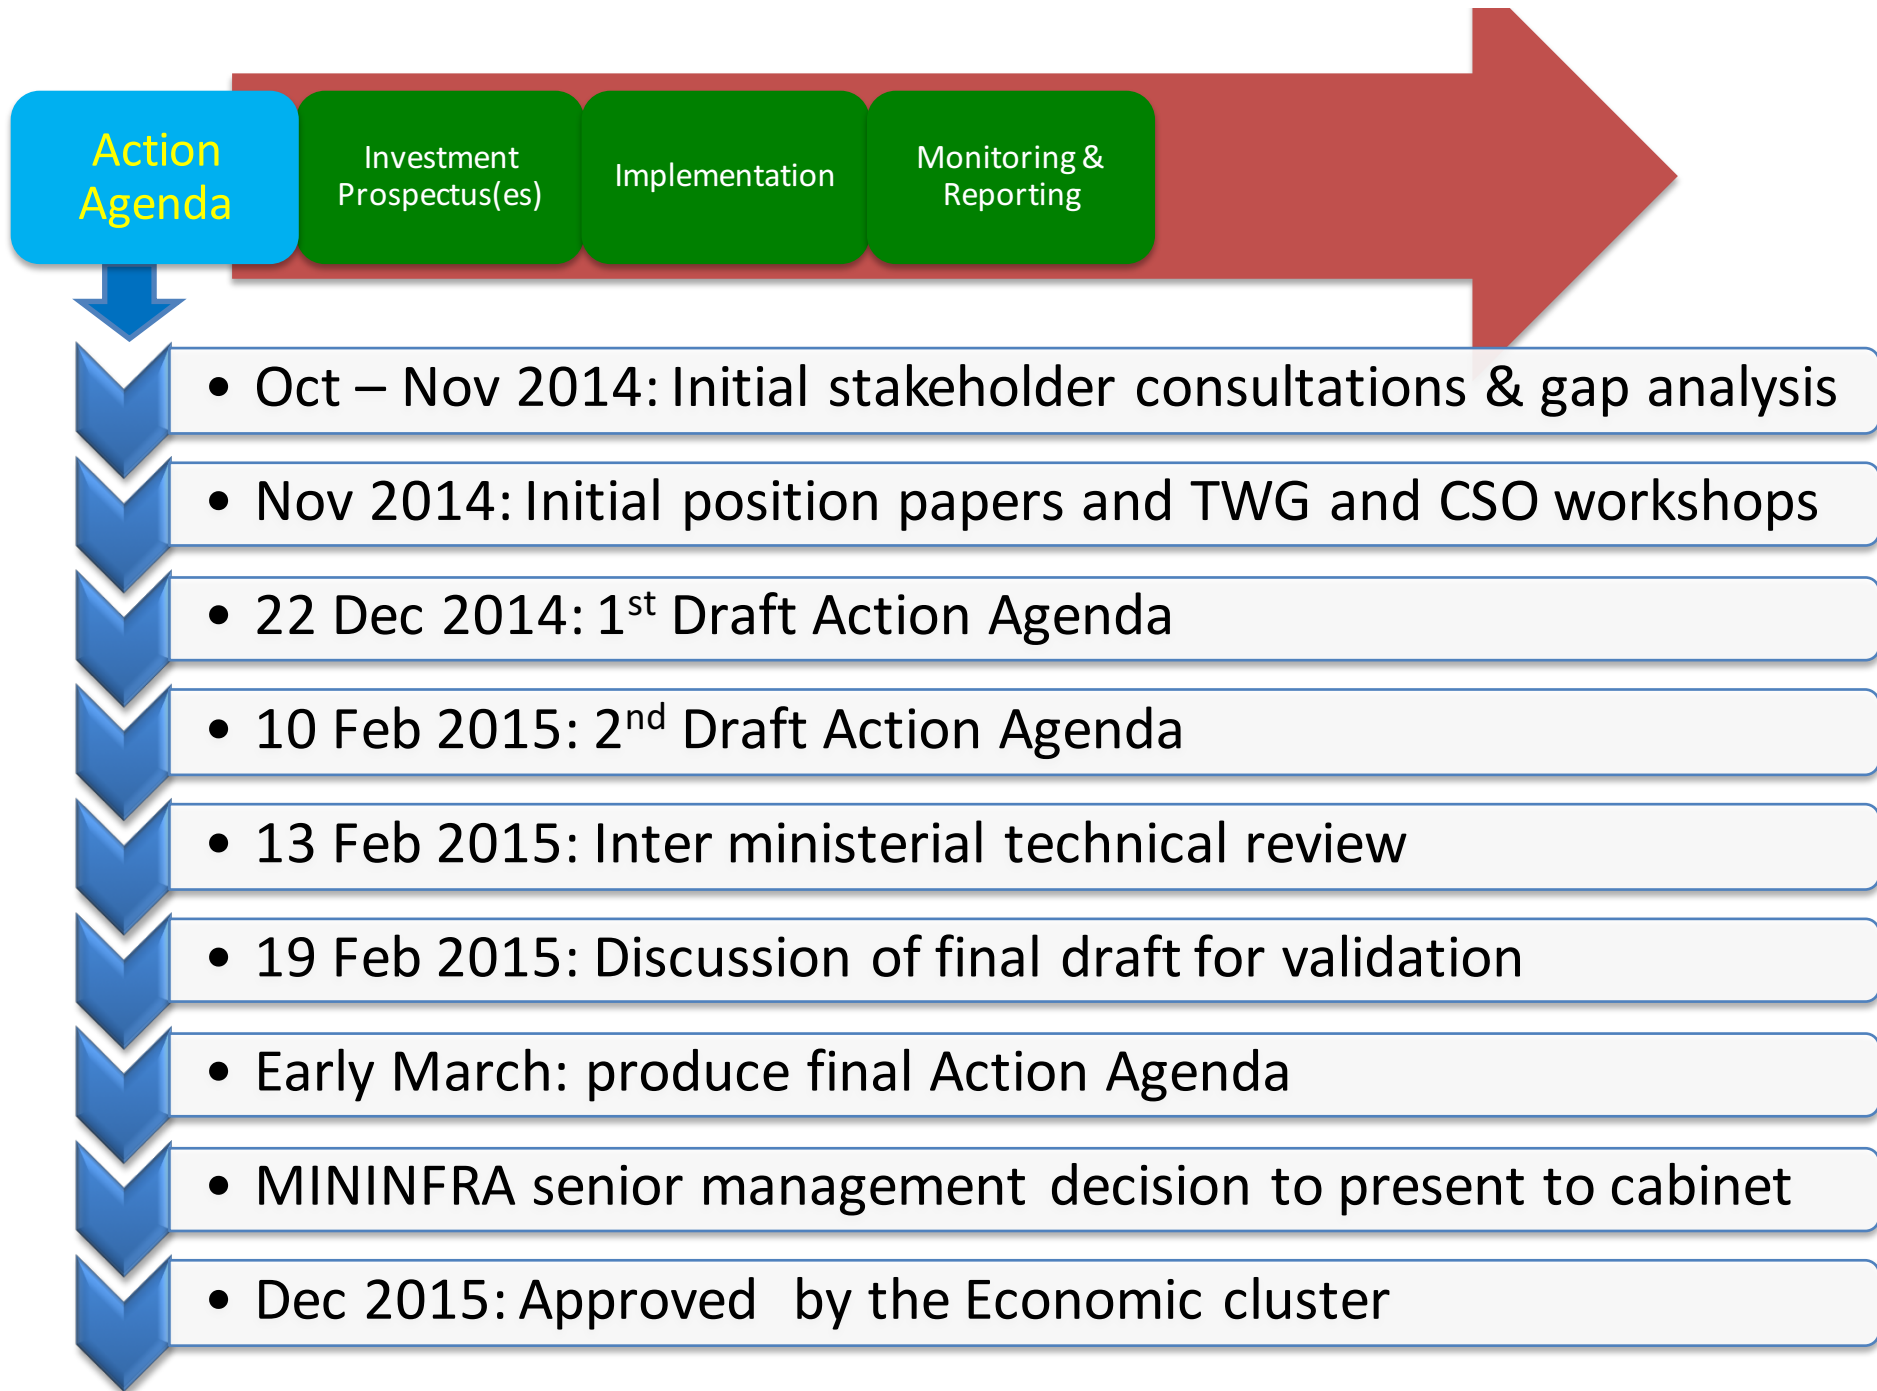 Action
Agenda
Investment
Prospectus(es)
Implementation
Monitoring &
Reporting
• Oct – Nov 2014: Initial stakeholder consultations & gap analysis
• Nov 2014: Initial position papers and TWG and CSO workshops
• 22 Dec 2014: 1st Draft Action Agenda
• 10 Feb 2015: 2nd Draft Action Agenda
• 13 Feb 2015: Inter ministerial technical review
• 19 Feb 2015: Discussion of final draft for validation
• Early March: produce final Action Agenda
• MININFRA senior management decision to present to cabinet
• Dec 2015: Approved by the Economic cluster